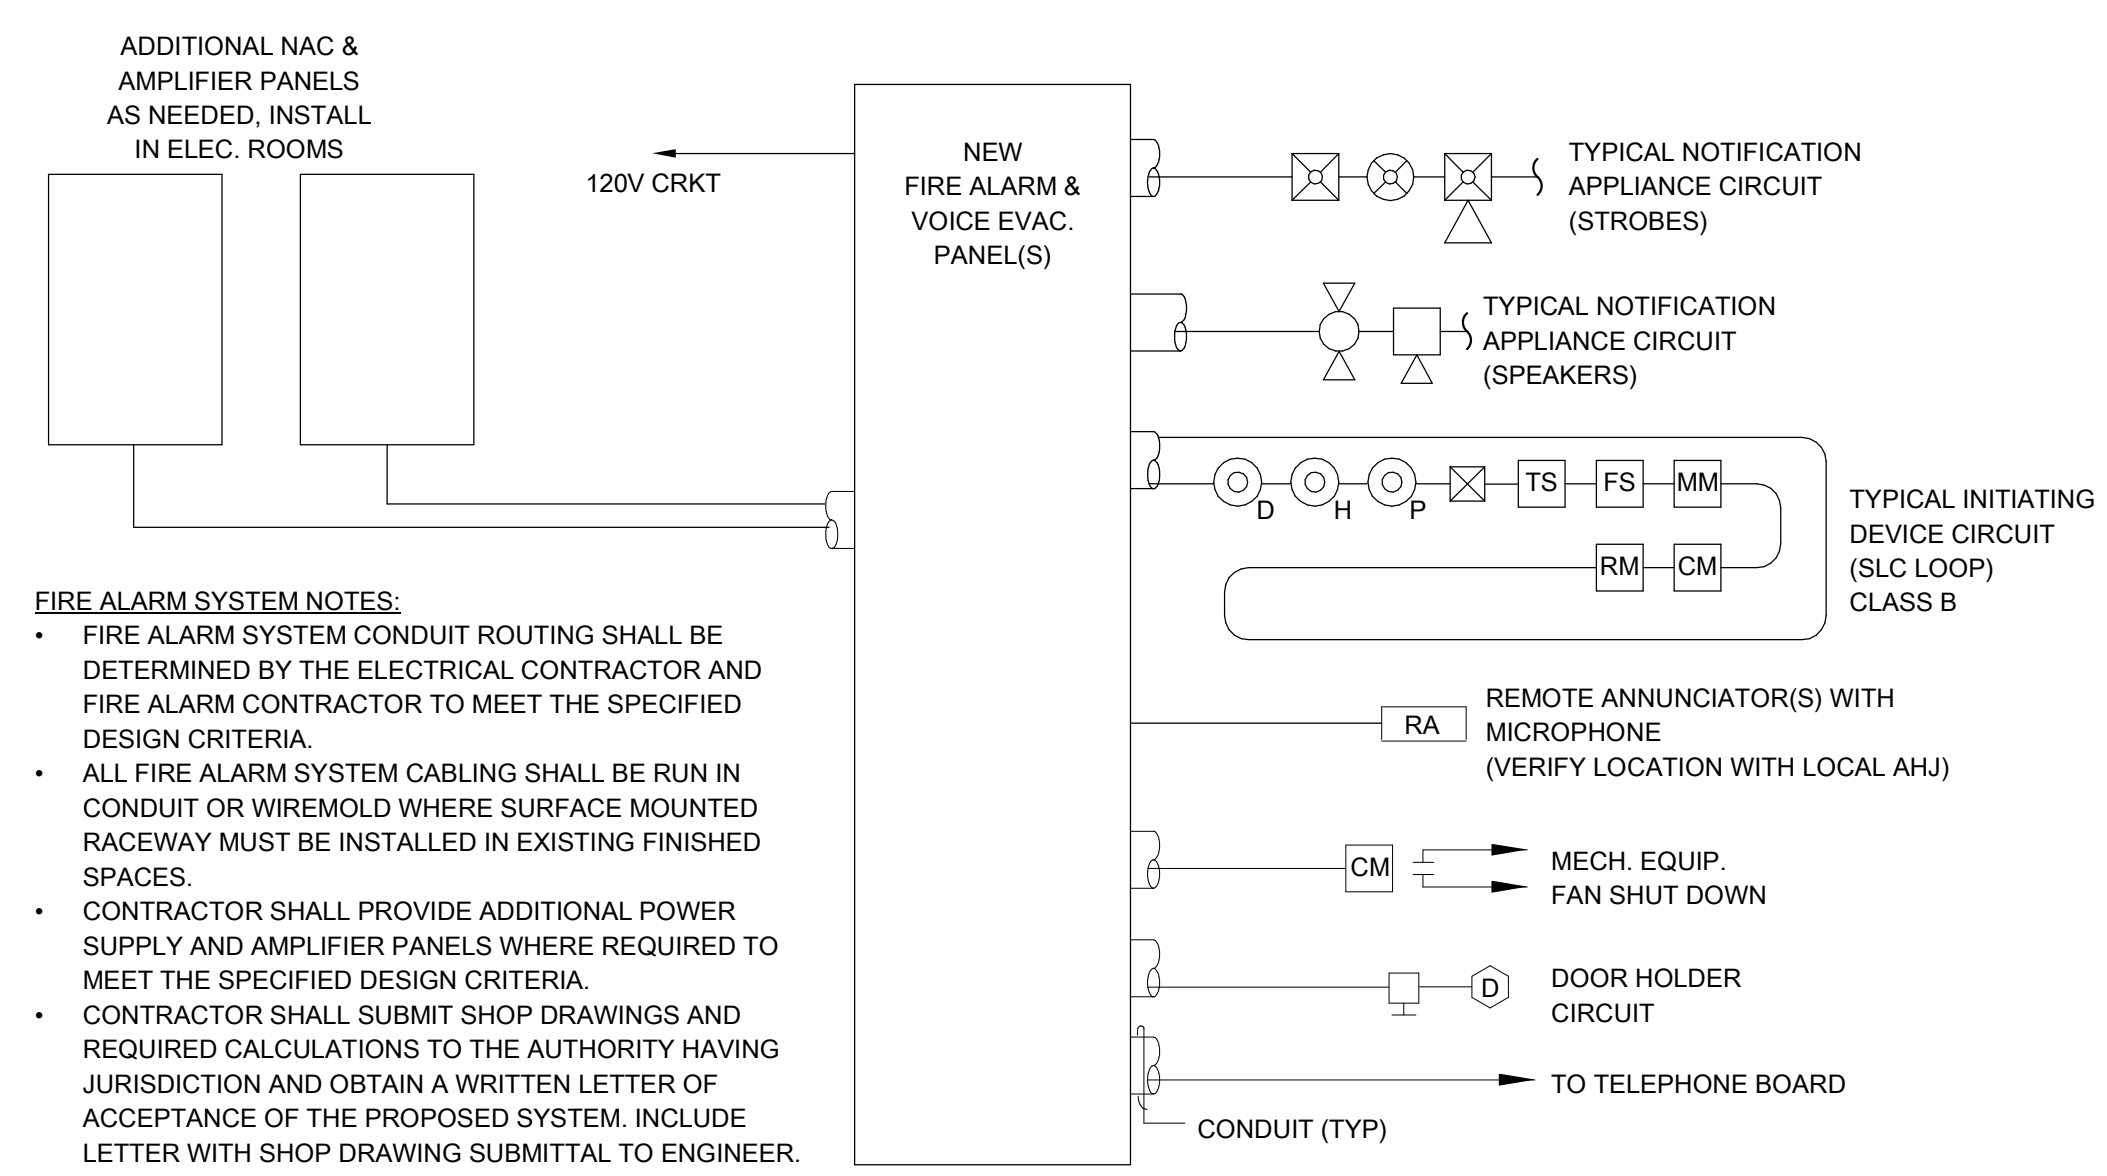 ADDITIONAL NAC &
AMPLIFIER PANELS
AS NEEDED, INSTALL
IN ELEC. ROOMS
120V CRKT
NEW
FIRE ALARM &
VOICE EVAC.
PANEL(S)
TYPICAL NOTIFICATION
APPLIANCE CIRCUIT
(STROBES)
TYPICAL NOTIFICATION
APPLIANCE CIRCUIT
(SPEAKERS)
D H P TS FS MM
RM CM
TYPICAL INITIATING
DEVICE CIRCUIT
(SLC LOOP)
CLASS B
RA
REMOTE ANNUNCIATOR(S) WITH
MICROPHONE
(VERIFY LOCATION WITH LOCAL AHJ)
CM
MECH. EQUIP.
FAN SHUT DOWN
D
DOOR HOLDER
CIRCUIT
TO TELEPHONE BOARD
CONDUIT (TYP)
FIRE ALARM SYSTEM NOTES:
• FIRE ALARM SYSTEM CONDUIT ROUTING SHALL BE
DETERMINED BY THE ELECTRICAL CONTRACTOR AND
FIRE ALARM CONTRACTOR TO MEET THE SPECIFIED
DESIGN CRITERIA.
• ALL FIRE ALARM SYSTEM CABLING SHALL BE RUN IN
CONDUIT OR WIREMOLD WHERE SURFACE MOUNTED
RACEWAY MUST BE INSTALLED IN EXISTING FINISHED
SPACES.
• CONTRACTOR SHALL PROVIDE ADDITIONAL POWER
SUPPLY AND AMPLIFIER PANELS WHERE REQUIRED TO
MEET THE SPECIFIED DESIGN CRITERIA.
• CONTRACTOR SHALL SUBMIT SHOP DRAWINGS AND
REQUIRED CALCULATIONS TO THE AUTHORITY HAVING
JURISDICTION AND OBTAIN A WRITTEN LETTER OF
ACCEPTANCE OF THE PROPOSED SYSTEM. INCLUDE
LETTER WITH SHOP DRAWING SUBMITTAL TO ENGINEER.